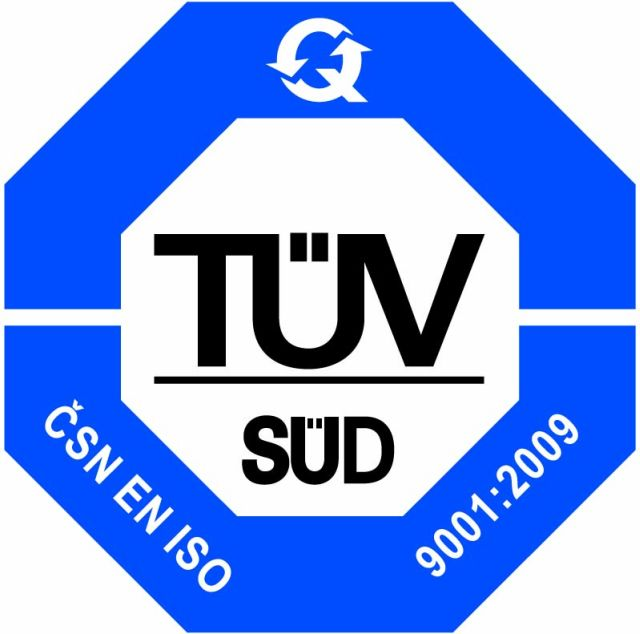 Q
TÜV
SÜD
ČSN EN ISO
9001:2009